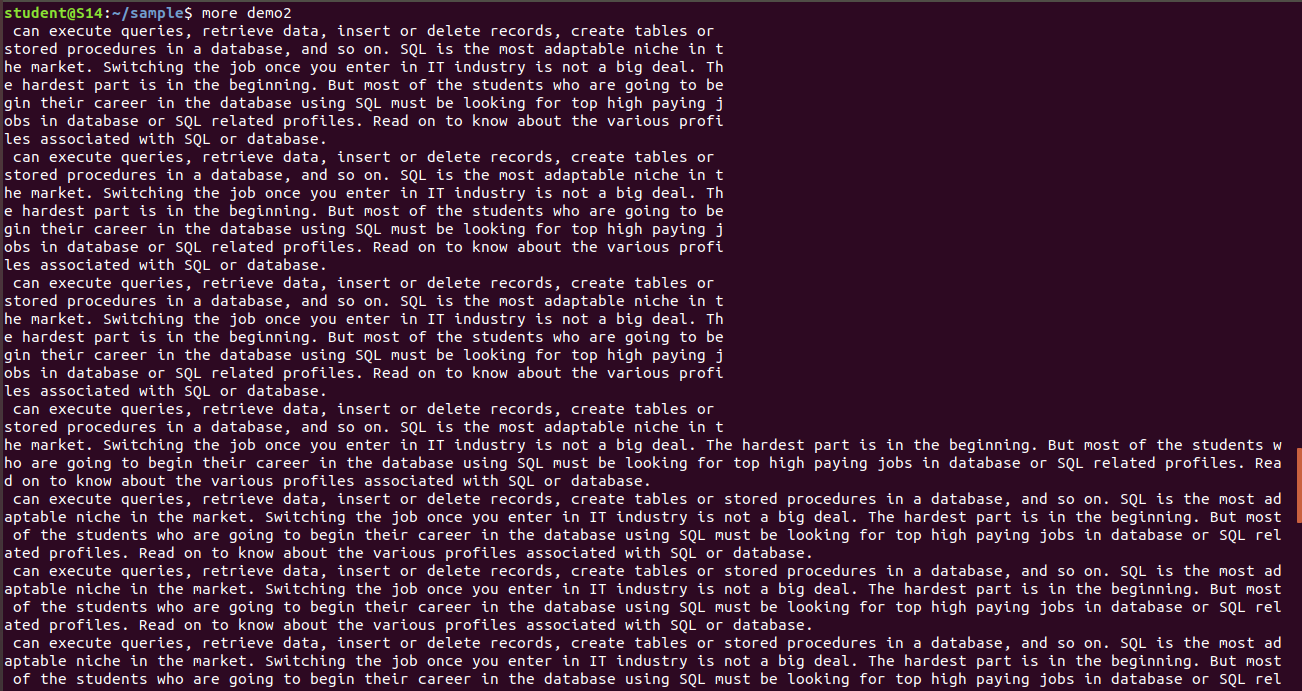 student@S14:~/sample$ more demo2
 can execute queries, retrieve data, insert or delete records, create tables or
stored procedures in a database, and so on. SQL is the most adaptable niche in t
he market. Switching the job once you enter in IT industry is not a big deal. Th
e hardest part is in the beginning. But most of the students who are going to be
gin their career in the database using SQL must be looking for top high paying j
obs in database or SQL related profiles. Read on to know about the various profi
les associated with SQL or database.
 can execute queries, retrieve data, insert or delete records, create tables or
stored procedures in a database, and so on. SQL is the most adaptable niche in t
he market. Switching the job once you enter in IT industry is not a big deal. Th
e hardest part is in the beginning. But most of the students who are going to be
gin their career in the database using SQL must be looking for top high paying j
obs in database or SQL related profiles. Read on to know about the various profi
les associated with SQL or database.
 can execute queries, retrieve data, insert or delete records, create tables or
stored procedures in a database, and so on. SQL is the most adaptable niche in t
he market. Switching the job once you enter in IT industry is not a big deal. Th
e hardest part is in the beginning. But most of the students who are going to be
gin their career in the database using SQL must be looking for top high paying j
obs in database or SQL related profiles. Read on to know about the various profi
les associated with SQL or database.
 can execute queries, retrieve data, insert or delete records, create tables or
stored procedures in a database, and so on. SQL is the most adaptable niche in t
he market. Switching the job once you enter in IT industry is not a big deal. The hardest part is in the beginning. But most of the students w
ho are going to begin their career in the database using SQL must be looking for top high paying jobs in database or SQL related profiles. Rea
d on to know about the various profiles associated with SQL or database.
 can execute queries, retrieve data, insert or delete records, create tables or stored procedures in a database, and so on. SQL is the most ad
aptable niche in the market. Switching the job once you enter in IT industry is not a big deal. The hardest part is in the beginning. But most
 of the students who are going to begin their career in the database using SQL must be looking for top high paying jobs in database or SQL rel
ated profiles. Read on to know about the various profiles associated with SQL or database.
 can execute queries, retrieve data, insert or delete records, create tables or stored procedures in a database, and so on. SQL is the most ad
aptable niche in the market. Switching the job once you enter in IT industry is not a big deal. The hardest part is in the beginning. But most
 of the students who are going to begin their career in the database using SQL must be looking for top high paying jobs in database or SQL rel
ated profiles. Read on to know about the various profiles associated with SQL or database.
 can execute queries, retrieve data, insert or delete records, create tables or stored procedures in a database, and so on. SQL is the most ad
aptable niche in the market. Switching the job once you enter in IT industry is not a big deal. The hardest part is in the beginning. But most
 of the students who are going to begin their career in the database using SQL must be looking for top high paying jobs in database or SQL rel